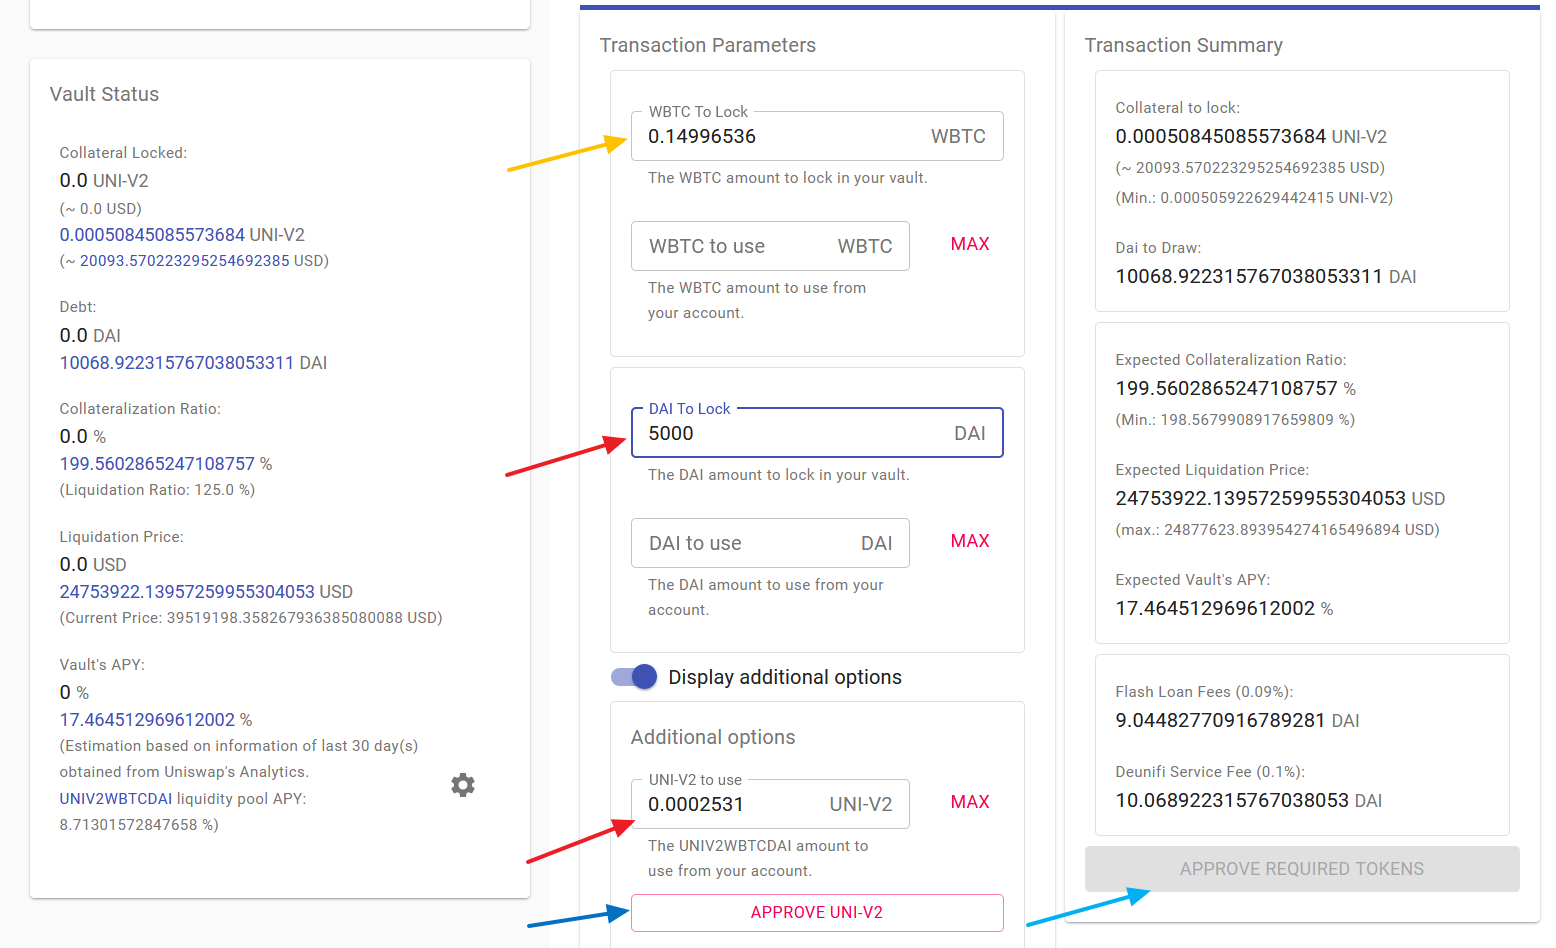 Vault Status
Collateral Locked:
0.0 UNI-V2
(~ 0.0 USD)
0.00050845085573684 UNI-V2
(~ 20093.570223295254692385 USD)
Debt:
0.0 DAI
10068.922315767038053311 DAI
Collateralization Ratio:
0.0 %
199.5602865247108757 %
(Liquidation Ratio: 125.0 %)
Liquidation Price:
0.0 USD
24753922.13957259955304053 USD
(Current Price: 39519198.358267936385080088 USD)
Vault's APY:
0 %
17.464512969612002 %
(Estimation based on information of last 30 day(s)
obtained from Uniswap's Analytics.
UNIV2WBTCDAI liquidity pool APY:
8.71301572847658 %)
Transaction Parameters
WBTC To Lock
0.14996536 WBTC
The WBTC amount to lock in your vault.
WBTC to use WBTC MAX
The WBTC amount to use from
your account.
DAI To Lock
5000 DAI
The DAI amount to lock in your vault.
DAI to use DAI MAX
The DAI amount to use from your
account.
Display additional options
Additional options
UNI-V2 to use
0.0002531 UNI-V2 MAX
The UNIV2WBTCDAI amount to
use from your account.
APPROVE UNI-V2
Transaction Summary
Collateral to lock:
0.00050845085573684 UNI-V2
(~ 20093.570223295254692385 USD)
(Min.: 0.000505922629442415 UNI-V2)
Dai to Draw:
10068.922315767038053311 DAI
Expected Collateralization Ratio:
199.5602865247108757 %
(Min.: 198.5679908917659809 %)
Expected Liquidation Price:
24753922.13957259955304053 USD
(max.: 24877623.893954274165496894 USD)
Expected Vault's APY:
17.464512969612002 %
Flash Loan Fees (0.09%):
9.04482770916789281 DAI
Deunifi Service Fee (0.1%):
10.068922315767038053 DAI
APPROVE REQUIRED TOKENS